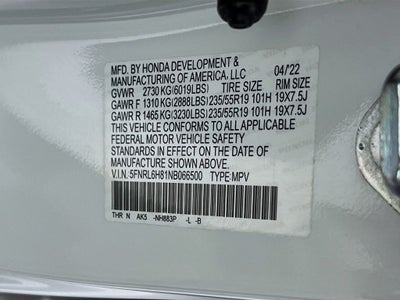 MFD. BY HONDA DEVELOPMENT & 04/22
MANUFACTURING OF AMERICA, LLC
GVWR 2730 KG(6019LBS) TIRE SIZE RIM SIZE
GAWR F 1310 KG(2888LBS)235/55R19 101H 19X7.5J
GAWR R 1465 KG(3230LBS)235/55R19 101H 19X7.5J
THIS VEHICLE CONFORMS TO ALL APPLICABLE
FEDERAL MOTOR VEHICLE SAFETY
STANDARDS IN EFFECT ON THE DATE OF
MANUFACTURE SHOWN ABOVE.
V.I.N.: 5FNRL6H81NB066500 TYPE:MPV
THR N AK5 -NH883P -L -B